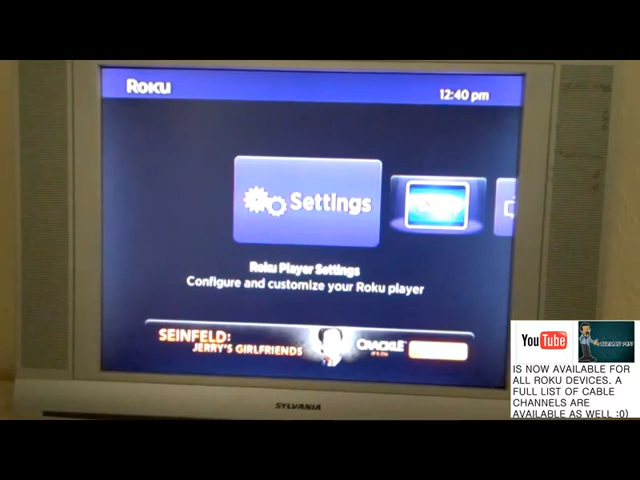 Roku
12:40 pm
Settings
Roku Player Settings
Configure and customize your Roku player
SEINFELD:
JERRY'S GIRLFRIENDS
CRACKLE
SYLVANIA
YouTube
IS NOW AVAILABLE FOR
ALL ROKU DEVICES. A
FULL LIST OF CABLE
CHANNELS ARE
AVAILABLE AS WELL :0)